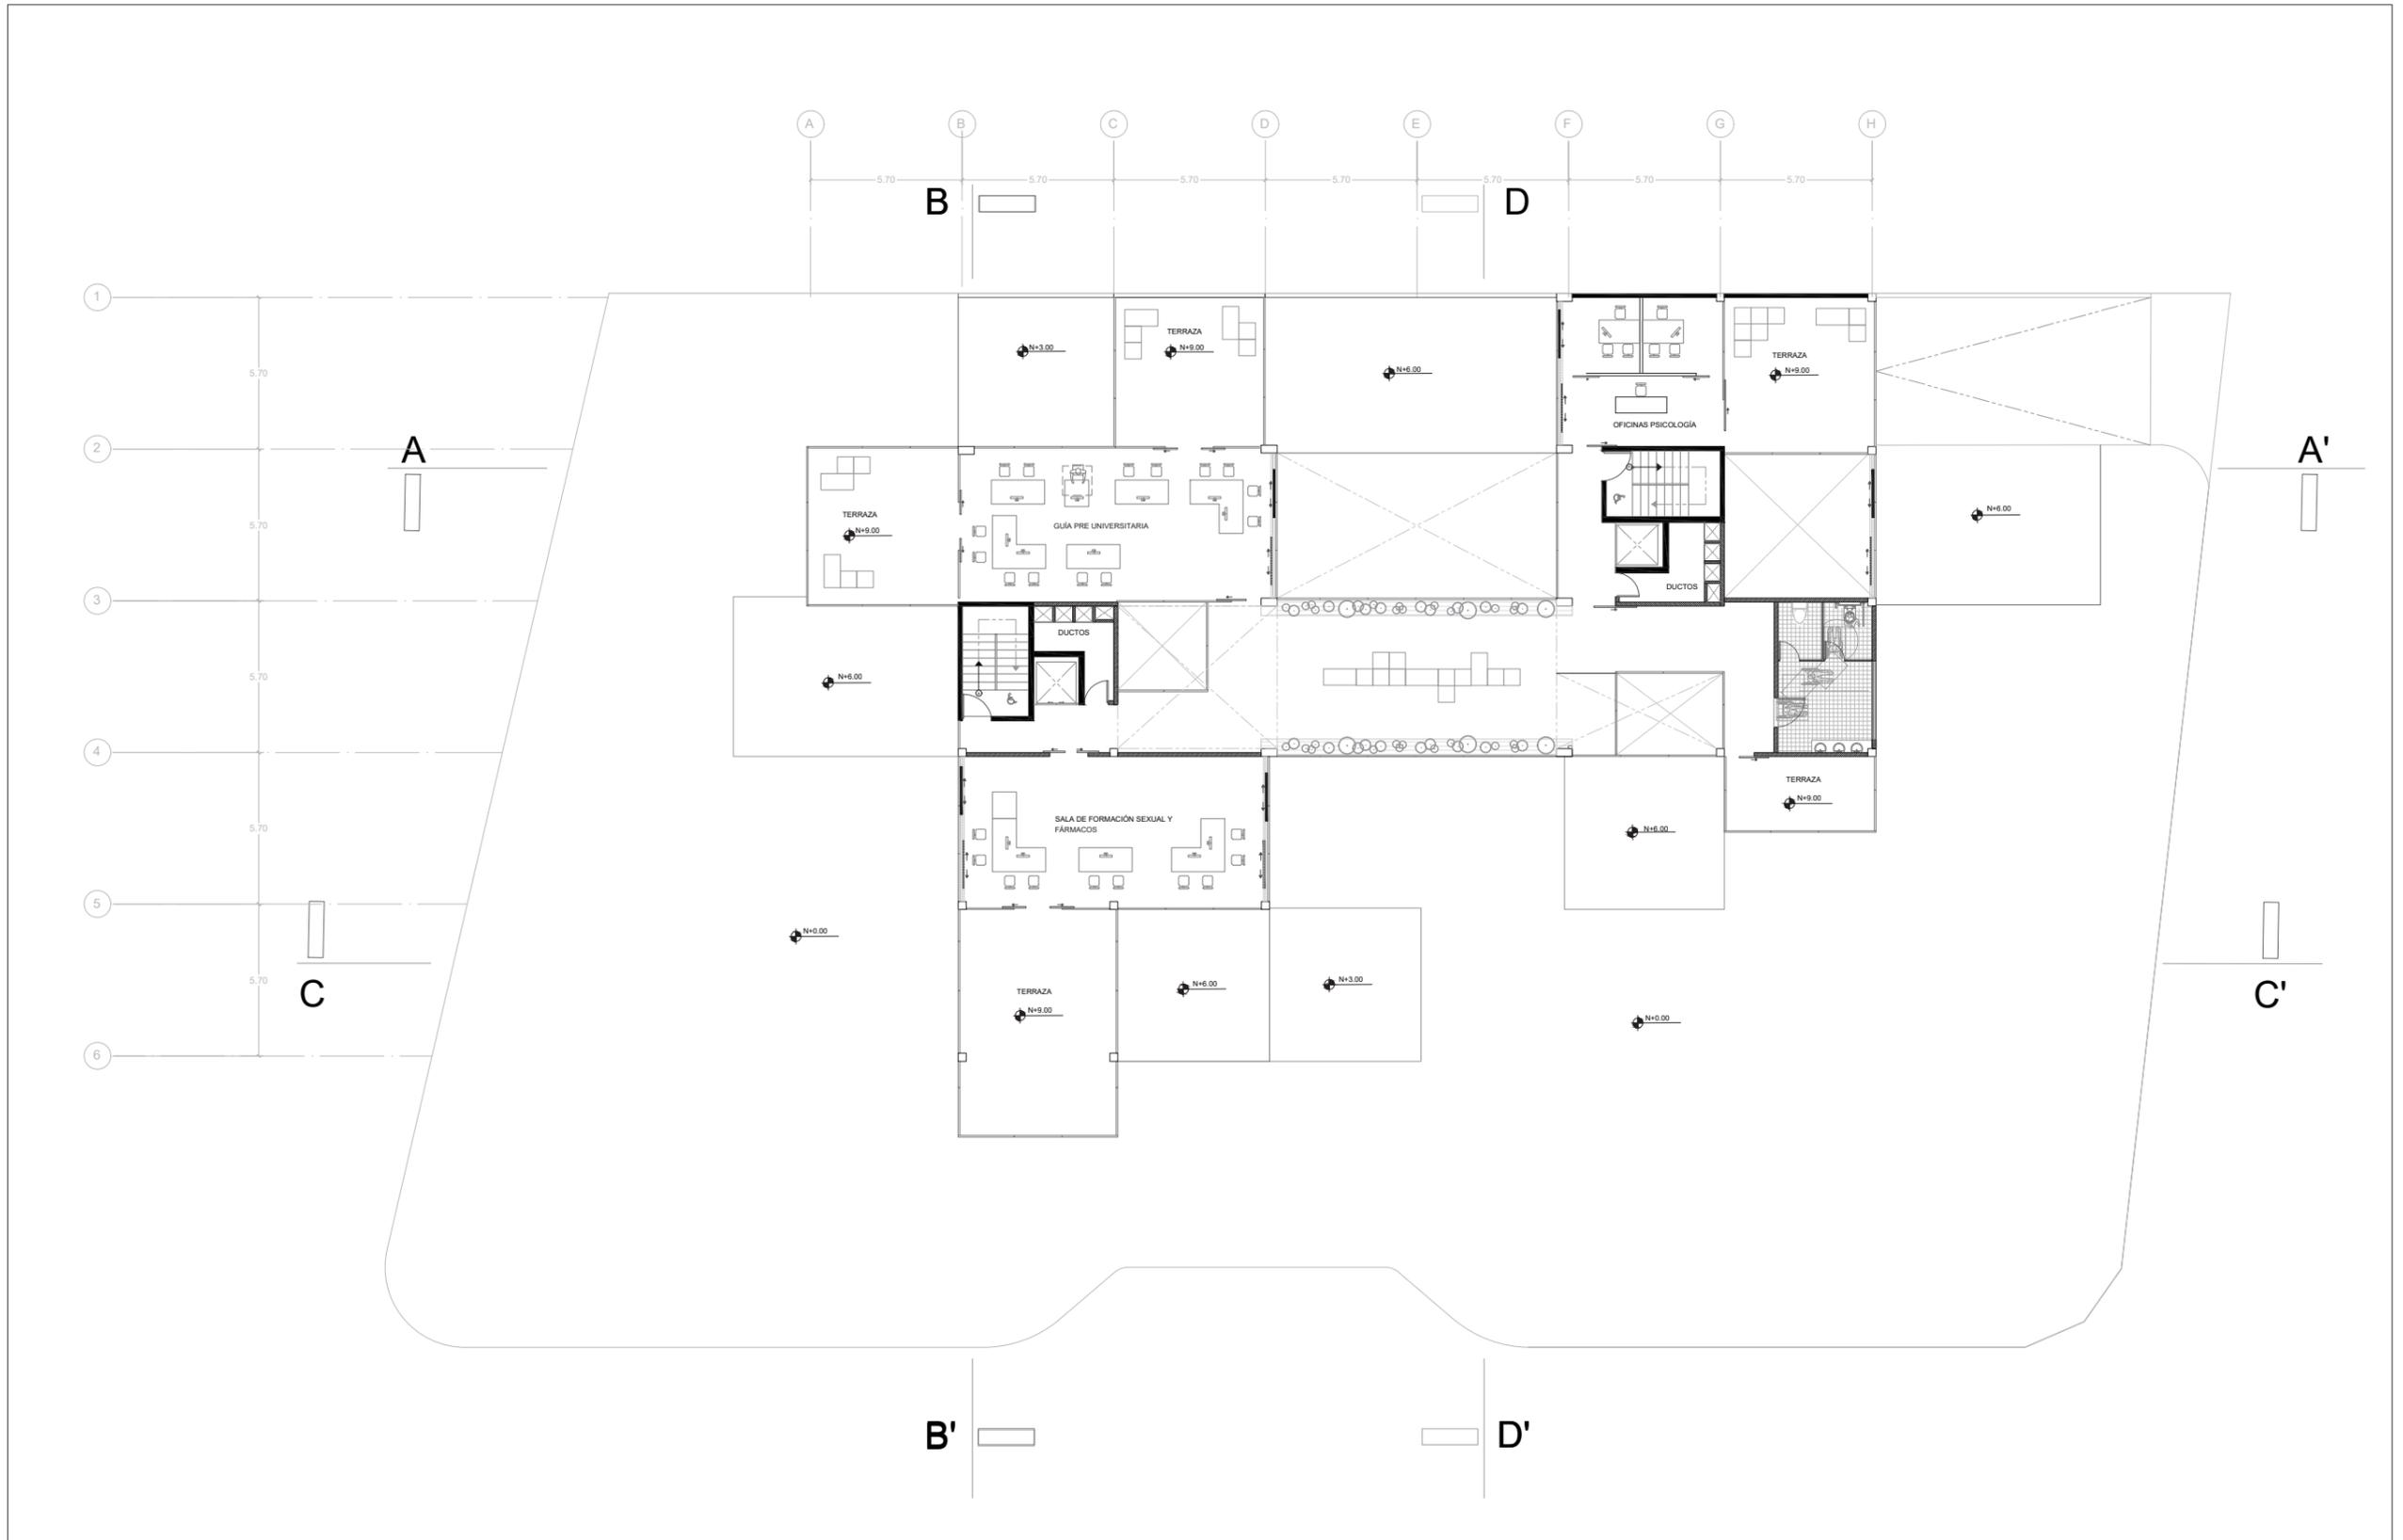 A B C D E F G H
5.70 5.70 5.70 5.70 5.70 5.70 5.70
B D
1
N+3.00
TERRAZA
N+9.00
N+6.00
TERRAZA
N+9.00
5.70
OFICINAS PSICOLOGÍA
2
A
A'
TERRAZA
N+9.00
GUÍA PRE UNIVERSITARIA
N+6.00
5.70
DUCTOS
3
DUCTOS
N+6.00
5.70
4
TERRAZA
N+9.00
SALA DE FORMACIÓN SEXUAL Y
FÁRMACOS
N+6.00
5.70
5
N+0.00
C
C'
5.70
TERRAZA
N+9.00
N+6.00
N+3.00
N+0.00
6
B' D'